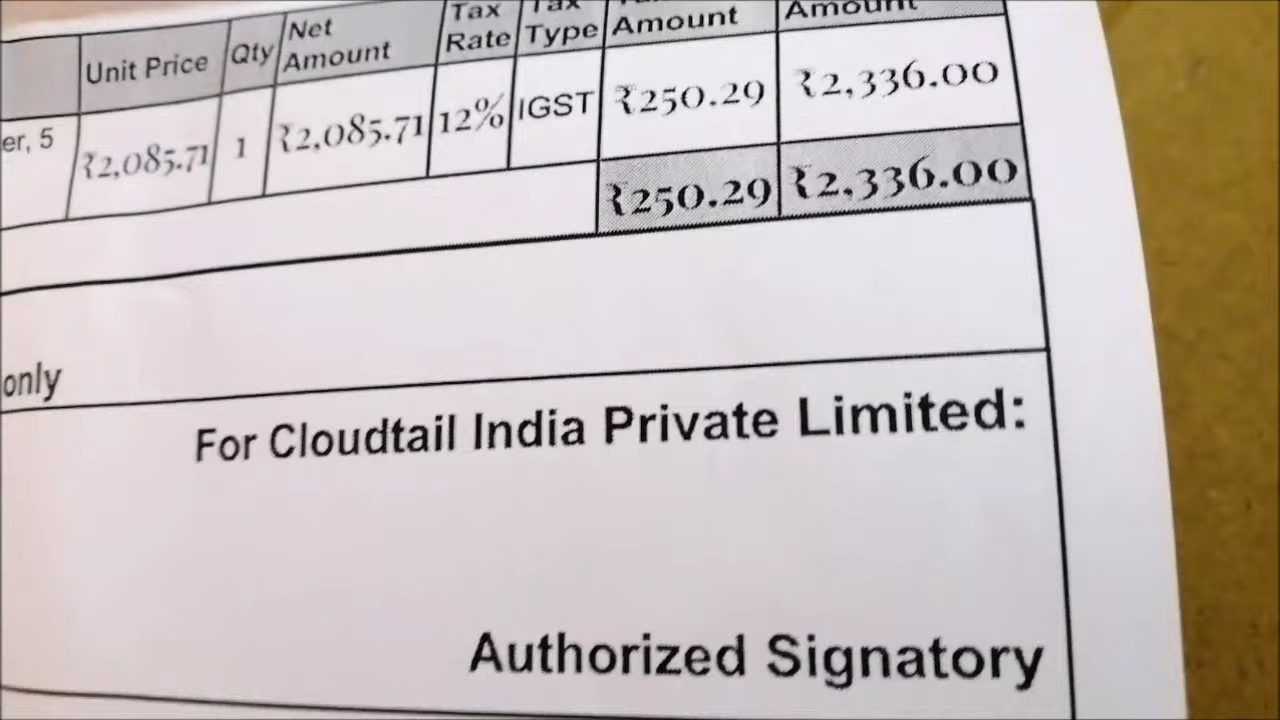 Unit Price Qty Net Amount Tax Rate Tax Type Amount Amount
er, 5 ₹2,085.71 1 ₹2,085.71 12% IGST ₹250.29 ₹2,336.00
₹250.29 ₹2,336.00
only
For Cloudtail India Private Limited:
Authorized Signatory